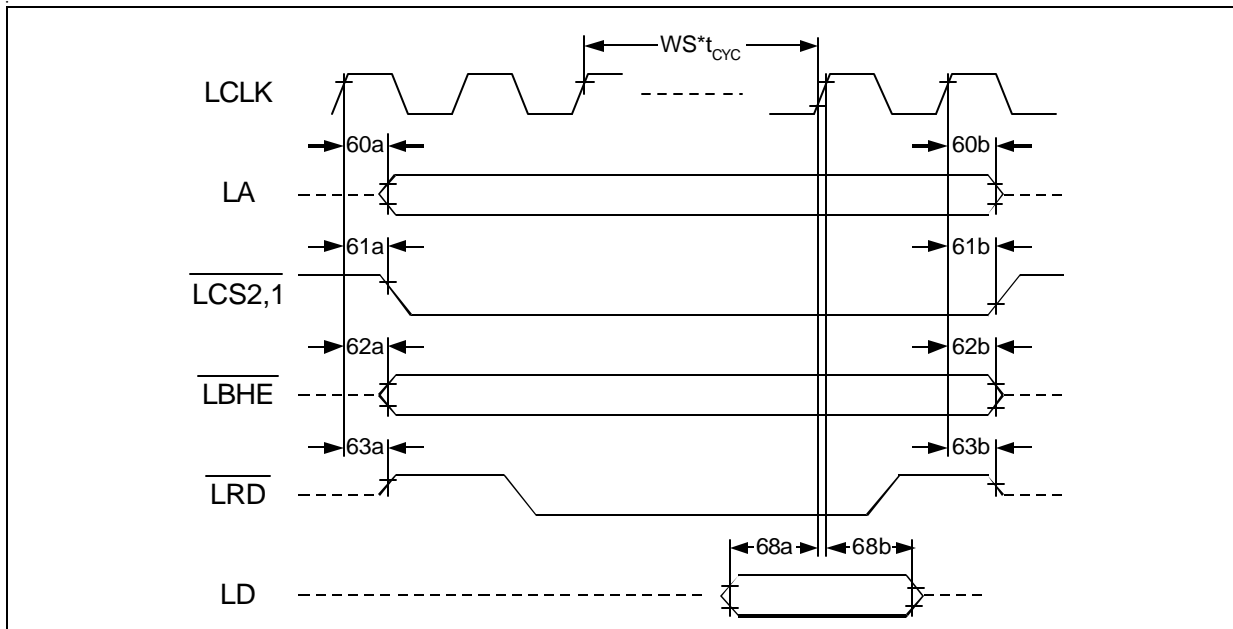 WS*tCYC
LCLK
60a 60b
LA
61a 61b
LCS2,1
62a 62b
LBHE
63a 63b
LRD
68a 68b
LD